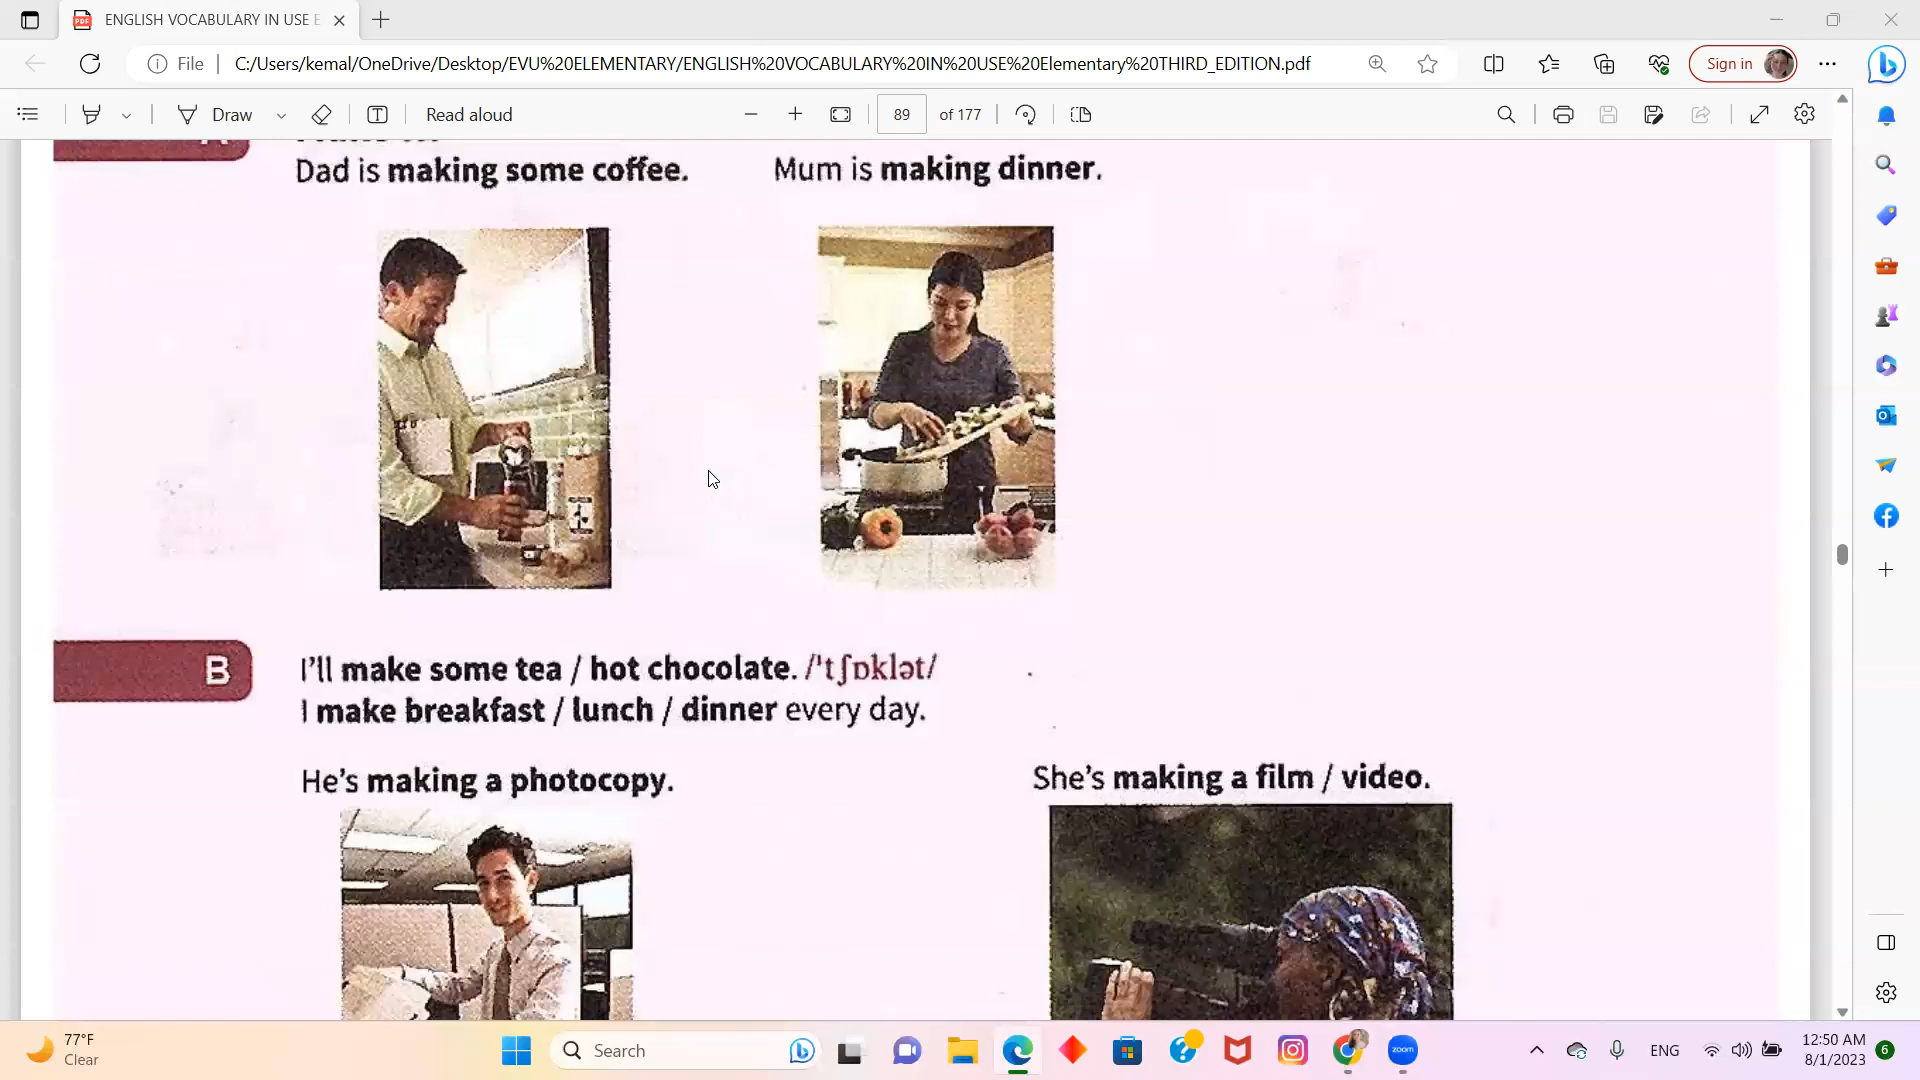 ENGLISH VOCABULARY IN USE E
File
C:/Users/kemal/OneDrive/Desktop/EVU%20ELEMENTARY/ENGLISH%20VOCABULARY%20IN%20USE%20Elementary%20THIRD_EDITION.pdf
Sign in
Draw
Read aloud
89 of 177
Dad is making some coffee.
Mum is making dinner.
B
I'll make some tea / hot chocolate. /ˈtʃɒklət/
I make breakfast / lunch / dinner every day.
He's making a photocopy.
She's making a film / video.
77°F
Clear
Search
zoom
ENG
12:50 AM
8/1/2023
6